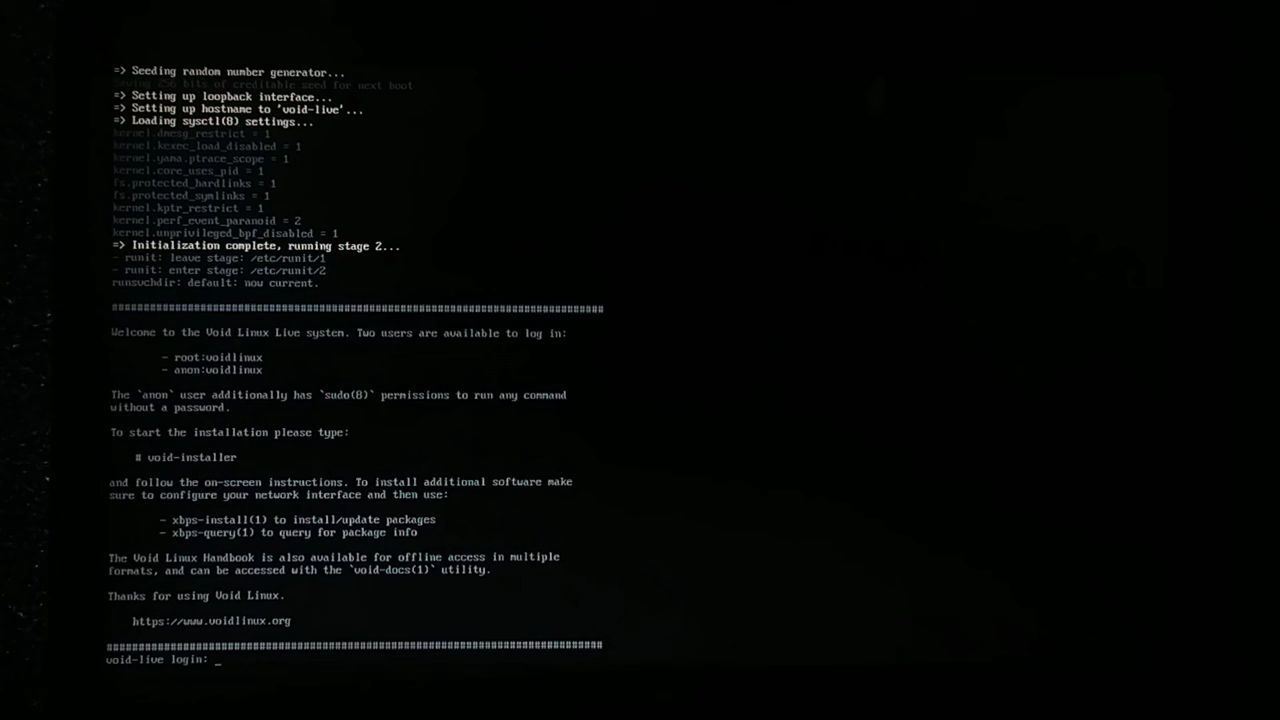 => Seeding random number generator...
Saving 256 bits of creditable seed for next boot
=> Setting up loopback interface...
=> Setting up hostname to 'void-live'...
=> Loading sysctl(8) settings...
kernel.dmesg_restrict = 1
kernel.kexec_load_disabled = 1
kernel.yama.ptrace_scope = 1
kernel.core_uses_pid = 1
fs.protected_hardlinks = 1
fs.protected_symlinks = 1
kernel.kptr_restrict = 1
kernel.perf_event_paranoid = 2
kernel.unprivileged_bpf_disabled = 1
=> Initialization complete, running stage 2...
- runit: leave stage: /etc/runit/1
- runit: enter stage: /etc/runit/2
runsvchdir: default: now current.
###############################################################################
Welcome to the Void Linux Live system. Two users are available to log in:
- root:voidlinux
- anon:voidlinux
The `anon` user additionally has `sudo(8)` permissions to run any command
without a password.
To start the installation please type:
# void-installer
and follow the on-screen instructions. To install additional software make
sure to configure your network interface and then use:
- xbps-install(1) to install/update packages
- xbps-query(1) to query for package info
The Void Linux Handbook is also available for offline access in multiple
formats, and can be accessed with the `void-docs(1)` utility.
Thanks for using Void Linux.
https://www.voidlinux.org
###############################################################################
void-live login: _